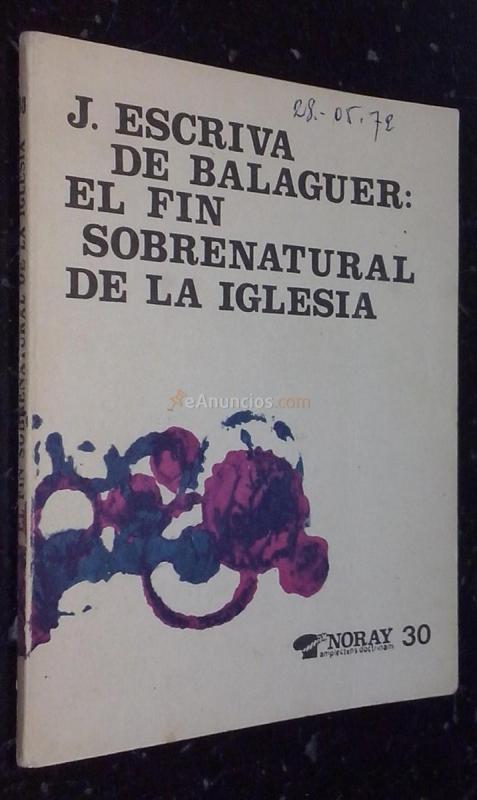 28.-05.72
J. ESCRIVA
DE BALAGUER:
EL FIN
SOBRENATURAL
DE LA IGLESIA
eAnuncios.com
NORAY 30
amplectens doctrinam
EL FIN SOBRENATURAL DE LA IGLESIA